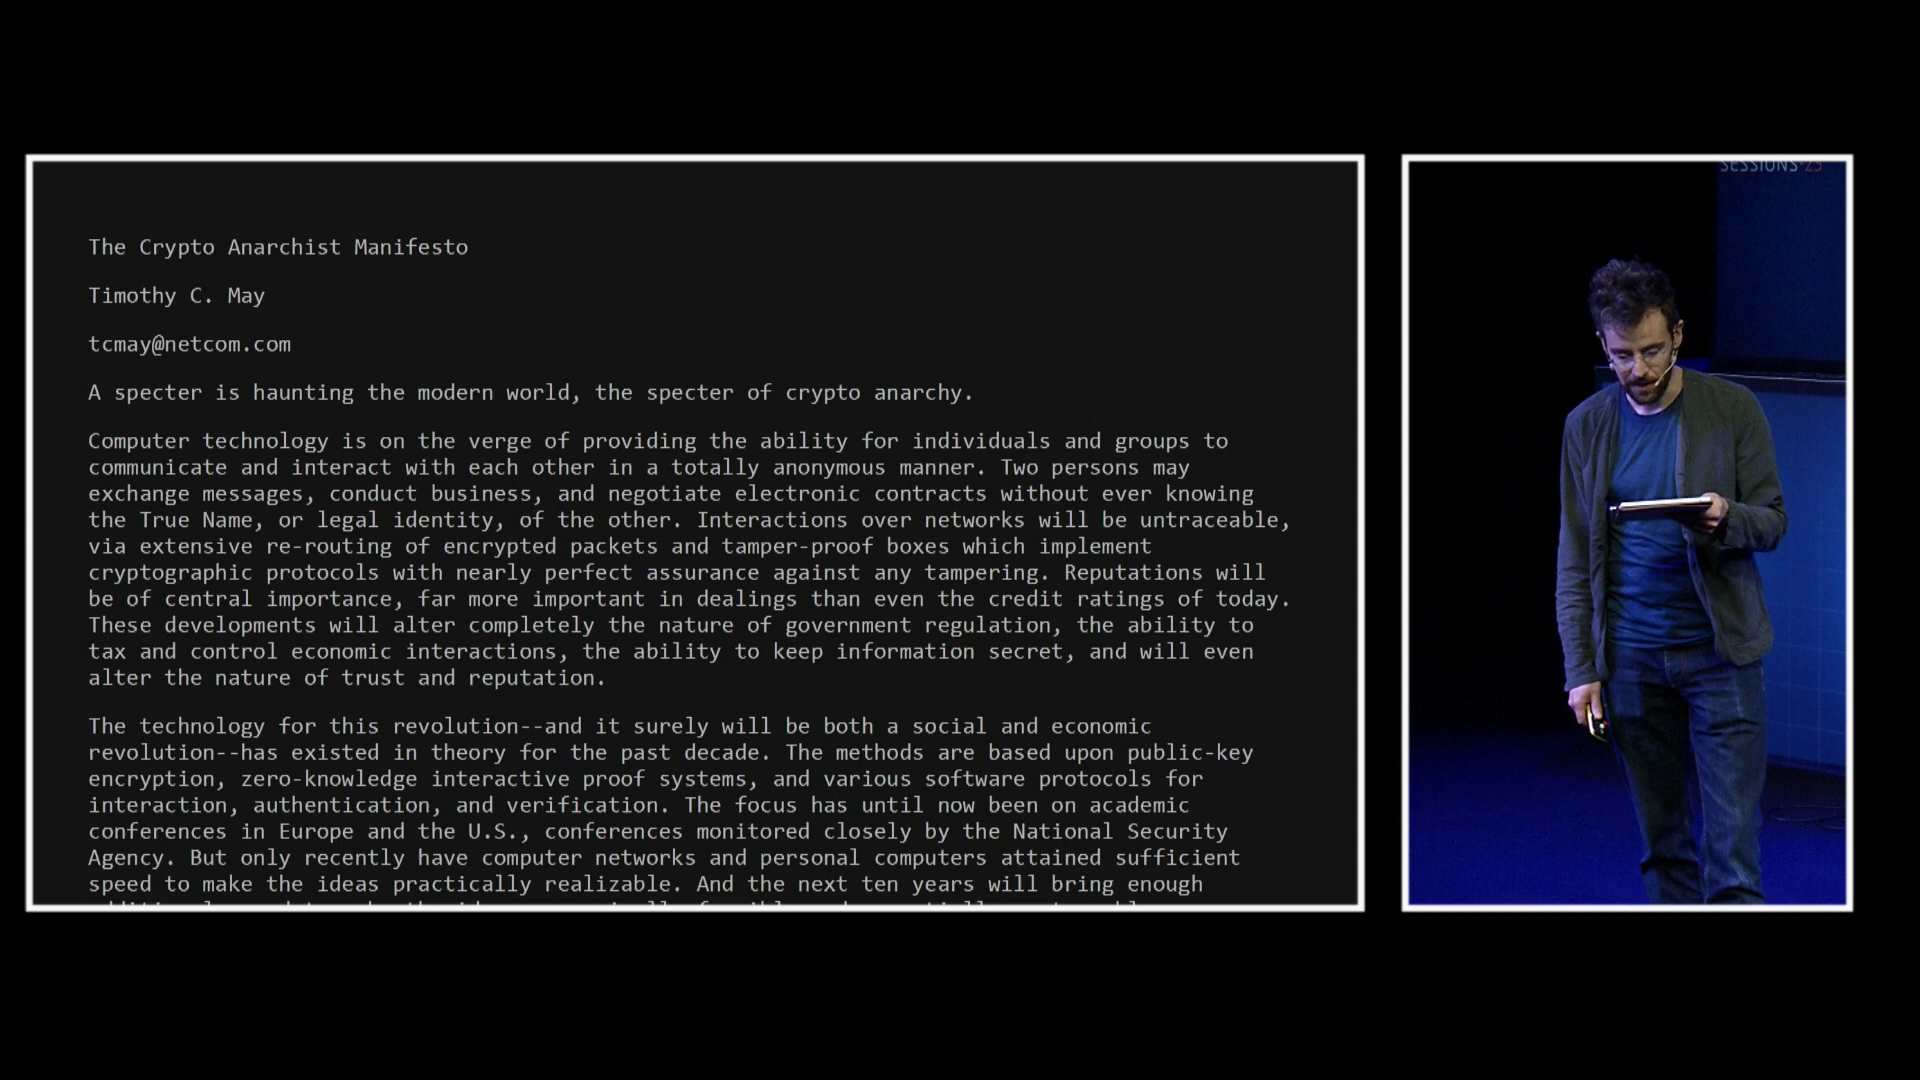 The Crypto Anarchist Manifesto
Timothy C. May
tcmay@netcom.com
A specter is haunting the modern world, the specter of crypto anarchy.
Computer technology is on the verge of providing the ability for individuals and groups to
communicate and interact with each other in a totally anonymous manner. Two persons may
exchange messages, conduct business, and negotiate electronic contracts without ever knowing
the True Name, or legal identity, of the other. Interactions over networks will be untraceable,
via extensive re-routing of encrypted packets and tamper-proof boxes which implement
cryptographic protocols with nearly perfect assurance against any tampering. Reputations will
be of central importance, far more important in dealings than even the credit ratings of today.
These developments will alter completely the nature of government regulation, the ability to
tax and control economic interactions, the ability to keep information secret, and will even
alter the nature of trust and reputation.
The technology for this revolution--and it surely will be both a social and economic
revolution--has existed in theory for the past decade. The methods are based upon public-key
encryption, zero-knowledge interactive proof systems, and various software protocols for
interaction, authentication, and verification. The focus has until now been on academic
conferences in Europe and the U.S., conferences monitored closely by the National Security
Agency. But only recently have computer networks and personal computers attained sufficient
speed to make the ideas practically realizable. And the next ten years will bring enough
SESSIONS·23